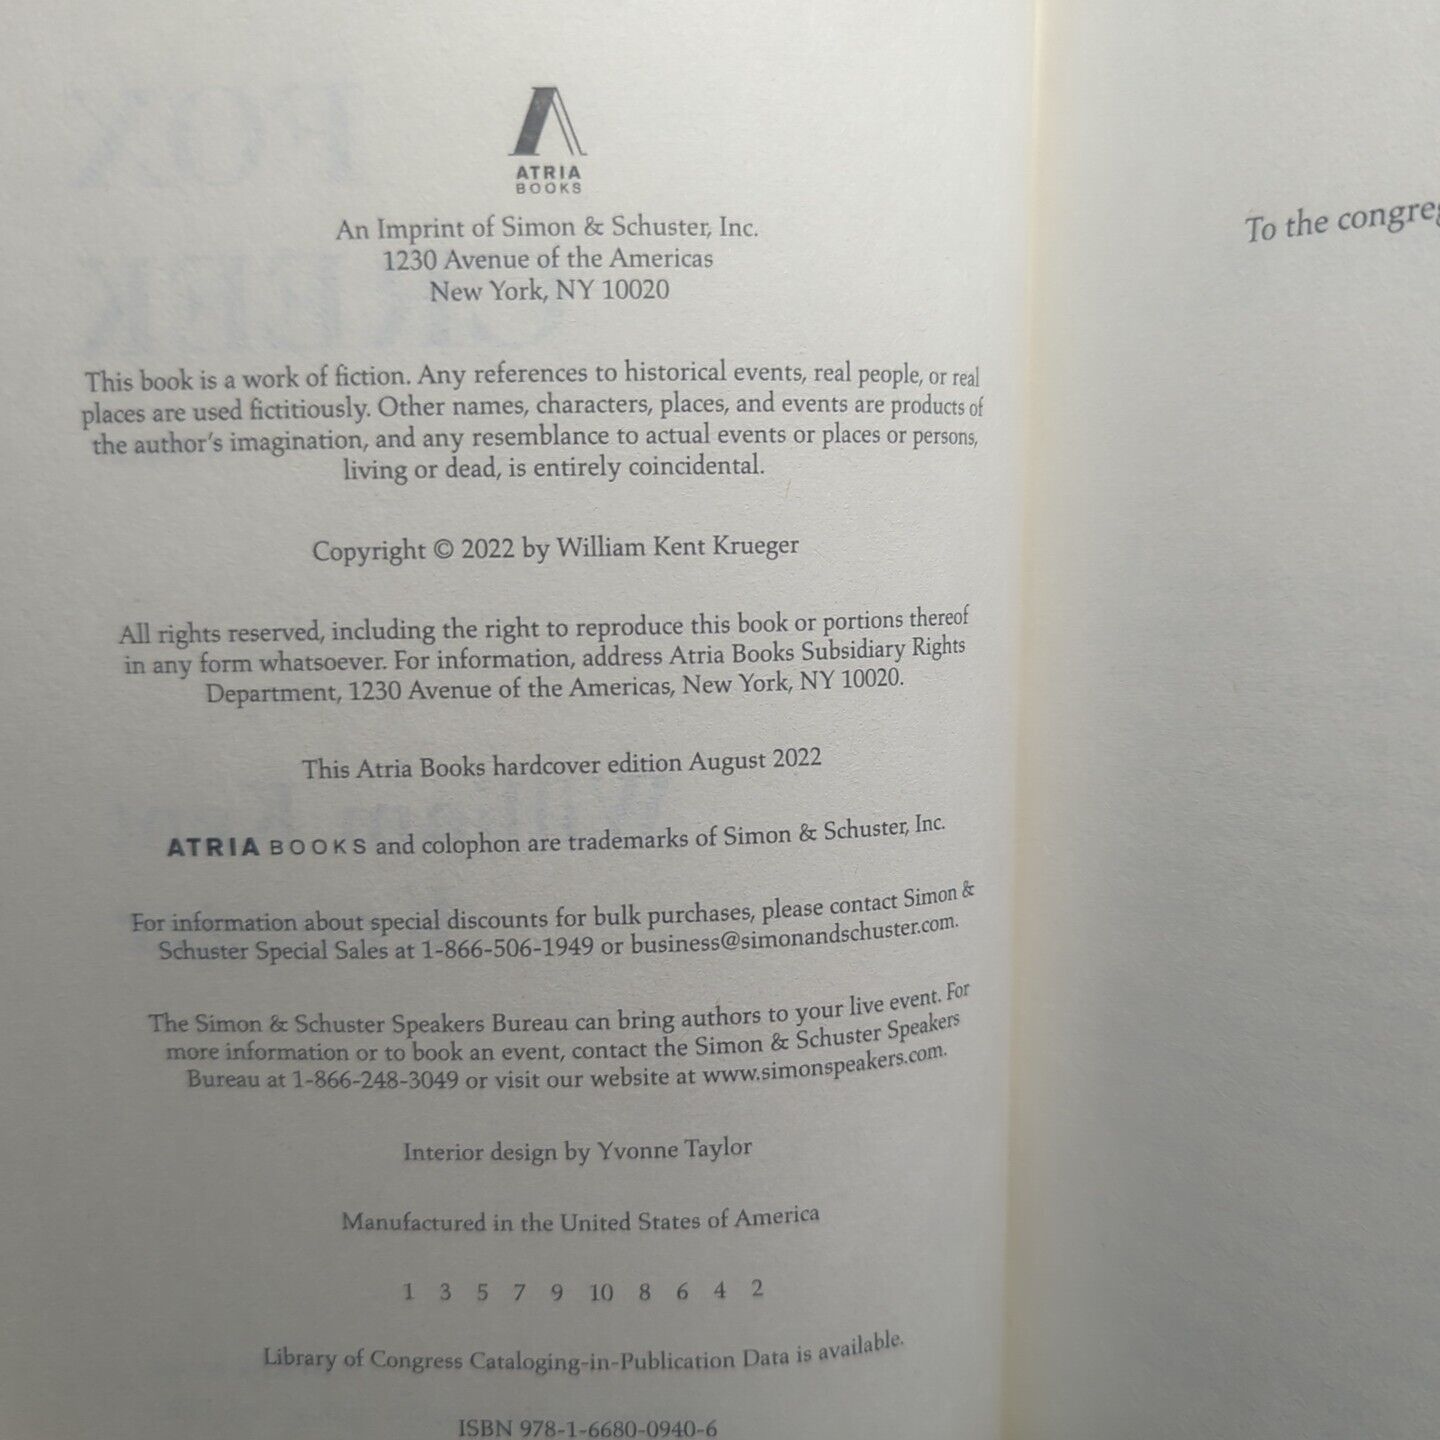 ATRIA
BOOKS
An Imprint of Simon & Schuster, Inc.
1230 Avenue of the Americas
New York, NY 10020
This book is a work of fiction. Any references to historical events, real people, or real
places are used fictitiously. Other names, characters, places, and events are products of
the author's imagination, and any resemblance to actual events or places or persons,
living or dead, is entirely coincidental.
Copyright © 2022 by William Kent Krueger
All rights reserved, including the right to reproduce this book or portions thereof
in any form whatsoever. For information, address Atria Books Subsidiary Rights
Department, 1230 Avenue of the Americas, New York, NY 10020.
This Atria Books hardcover edition August 2022
ATRIA BOOKS and colophon are trademarks of Simon & Schuster, Inc.
For information about special discounts for bulk purchases, please contact Simon &
Schuster Special Sales at 1-866-506-1949 or business@simonandschuster.com.
The Simon & Schuster Speakers Bureau can bring authors to your live event. For
more information or to book an event, contact the Simon & Schuster Speakers
Bureau at 1-866-248-3049 or visit our website at www.simonspeakers.com.
Interior design by Yvonne Taylor
Manufactured in the United States of America
1 3 5 7 9 10 8 6 4 2
Library of Congress Cataloging-in-Publication Data is available.
ISBN 978-1-6680-0940-6
To the congreg